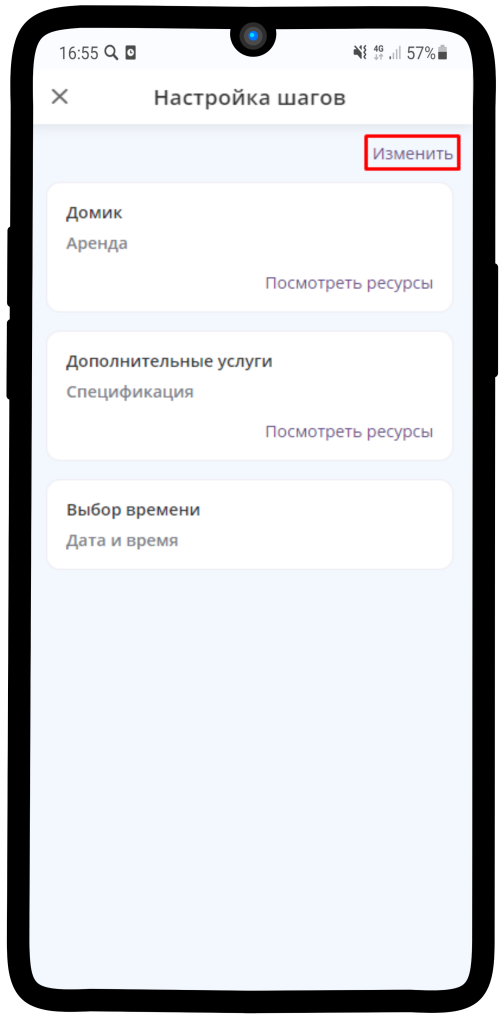 16:55 4G 57%
Настройка шагов
Изменить
Домик
Аренда
Посмотреть ресурсы
Дополнительные услуги
Спецификация
Посмотреть ресурсы
Выбор времени
Дата и время